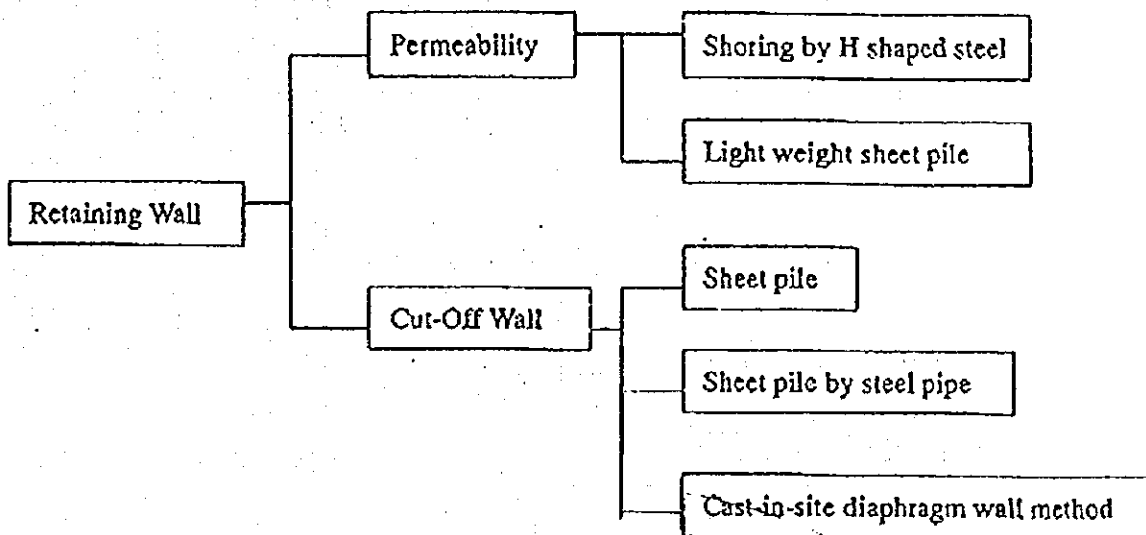 Permeability
Shoring by H shaped steel
Light weight sheet pile
Retaining Wall
Sheet pile
Cut-Off Wall
Sheet pile by steel pipe
Cast-in-site diaphragm wall method